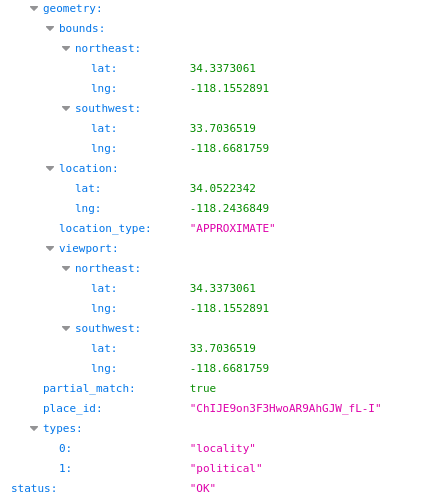 geometry:
bounds:
northeast:
lat: 34.3373061
lng: -118.1552891
southwest:
lat: 33.7036519
lng: -118.6681759
location:
lat: 34.0522342
lng: -118.2436849
location_type: "APPROXIMATE"
viewport:
northeast:
lat: 34.3373061
lng: -118.1552891
southwest:
lat: 33.7036519
lng: -118.6681759
partial_match: true
place_id: "ChIJE9on3F3HwoAR9AhGJW_fL-I"
types:
0: "locality"
1: "political"
status: "OK"